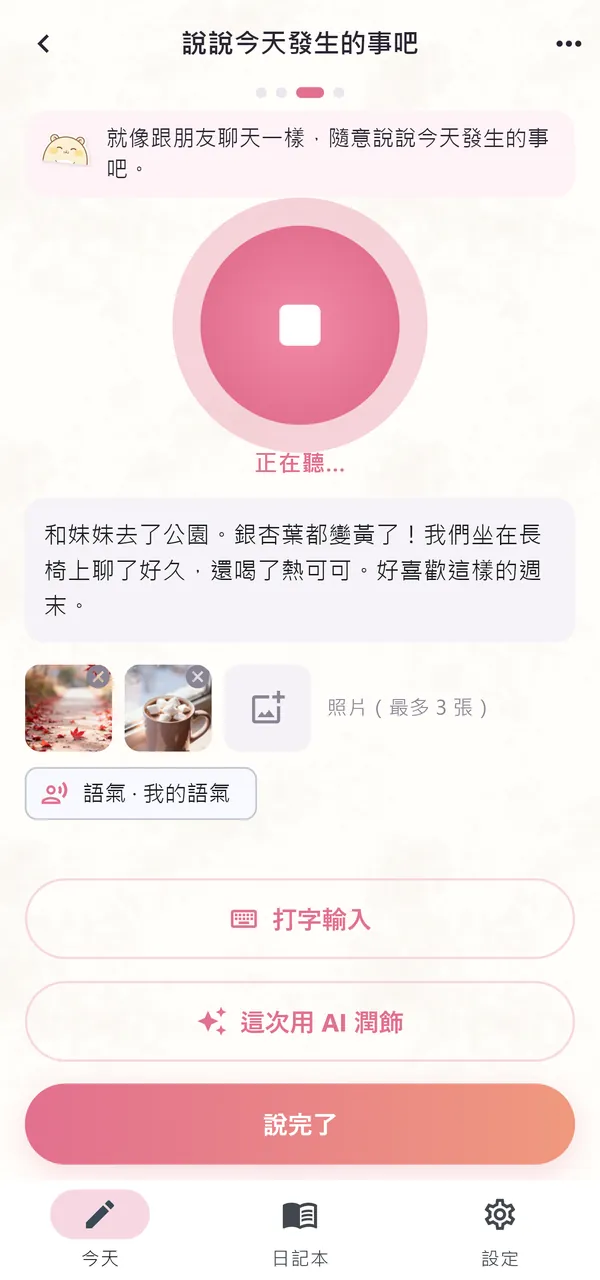 說說今天發生的事吧
就像跟朋友聊天一樣，隨意說說今天發生的事
吧。
正在聽...
和妹妹去了公園。銀杏葉都變黃了！我們坐在長
椅上聊了好久，還喝了熱可可。好喜歡這樣的週
末。
照片（最多 3 張）
語氣 · 我的語氣
打字輸入
這次用 AI 潤飾
說完了
今天
日記本
設定